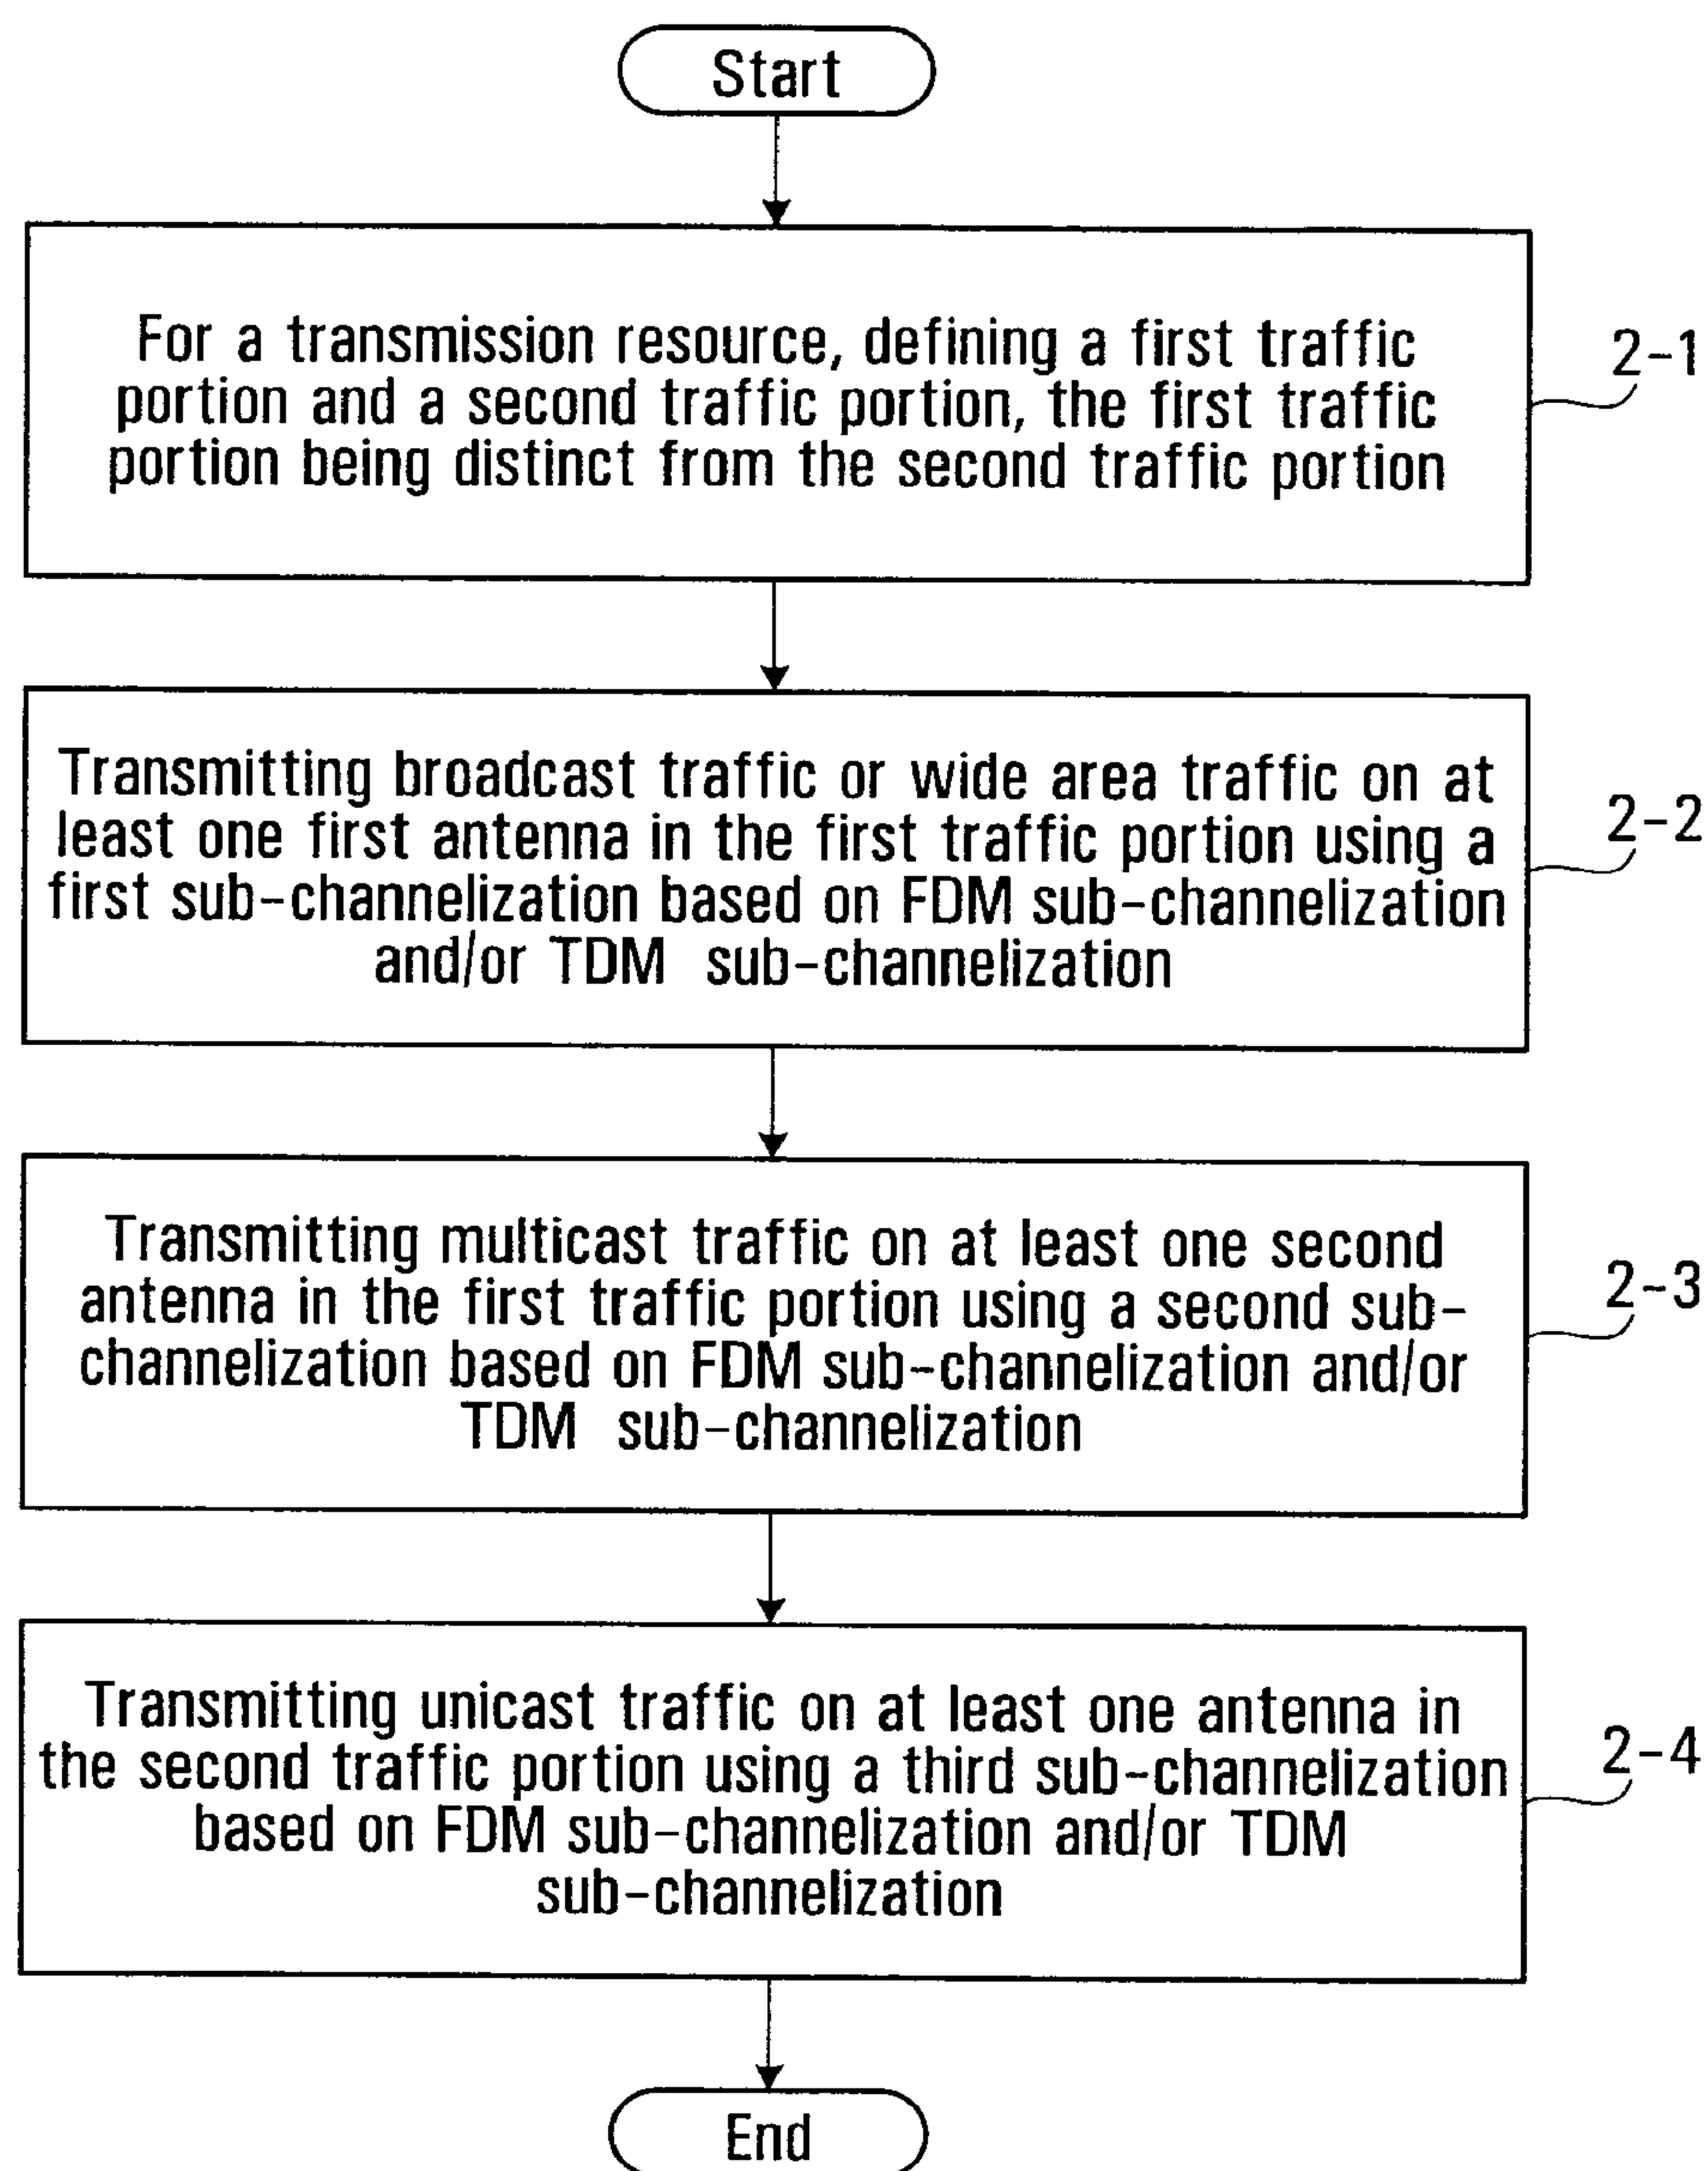 Start
For a transmission resource, defining a first traffic
portion and a second traffic portion, the first traffic
portion being distinct from the second traffic portion
2-1
Transmitting broadcast traffic or wide area traffic on at
least one first antenna in the first traffic portion using a
first sub-channelization based on FDM sub-channelization
and/or TDM sub-channelization
2-2
Transmitting multicast traffic on at least one second
antenna in the first traffic portion using a second sub-
channelization based on FDM sub-channelization and/or
TDM sub-channelization
2-3
Transmitting unicast traffic on at least one antenna in
the second traffic portion using a third sub-channelization
based on FDM sub-channelization and/or TDM
sub-channelization
2-4
End